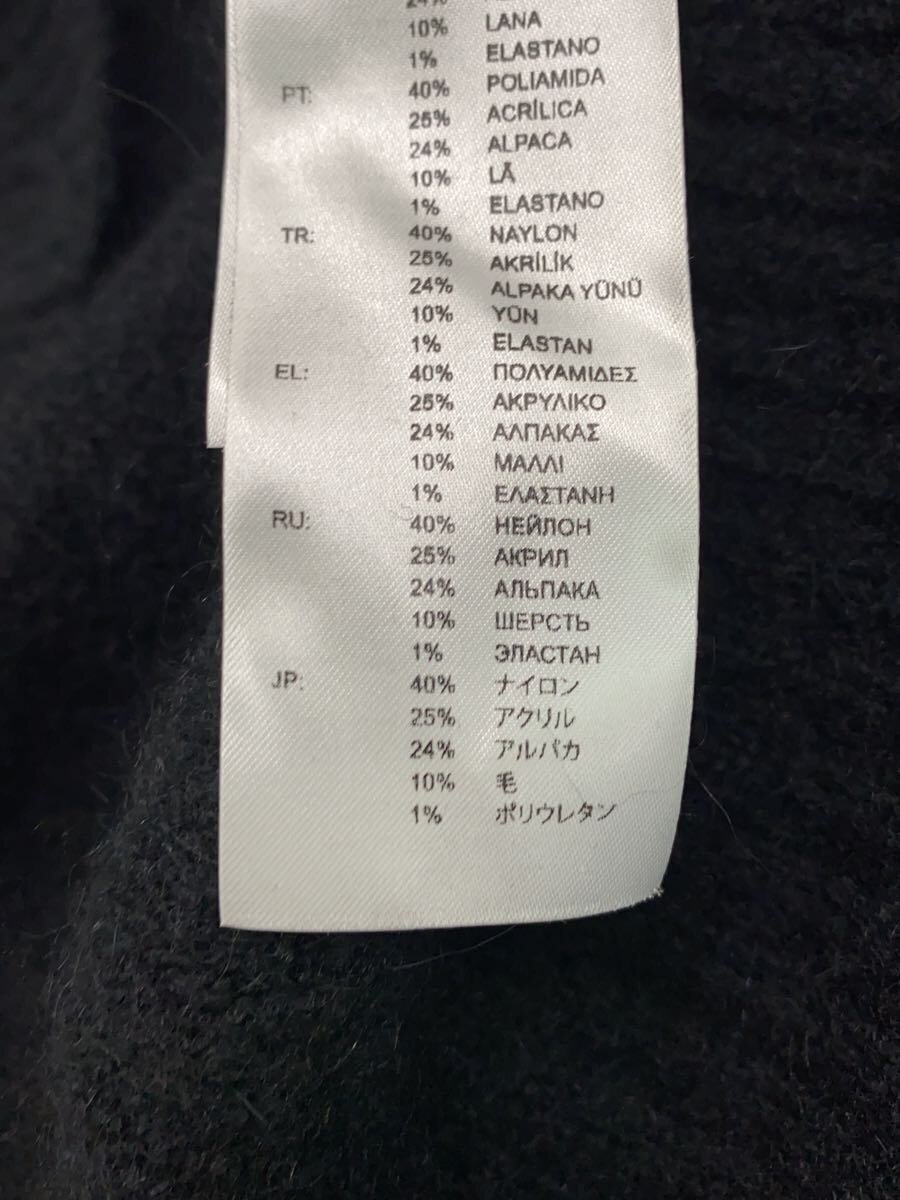 24%
10% LANA
1% ELASTANO
PT: 40% POLIAMIDA
25% ACRÍLICA
24% ALPACA
10% LÃ
1% ELASTANO
TR: 40% NAYLON
25% AKRİLİK
24% ALPAKA YÜNÜ
10% YÜN
1% ELASTAN
EL: 40% ΠΟΛΥΑΜΙΔΕΣ
25% ΑΚΡΥΛΙΚΟ
24% ΑΛΠΑΚΑΣ
10% ΜΑΛΛΙ
1% ΕΛΑΣΤΑΝΗ
RU: 40% НЕЙЛОН
25% АКРИЛ
24% АЛЬПАКА
10% ШЕРСТЬ
1% ЭЛАСТАН
JP: 40% ナイロン
25% アクリル
24% アルパカ
10% 毛
1% ポリウレタン